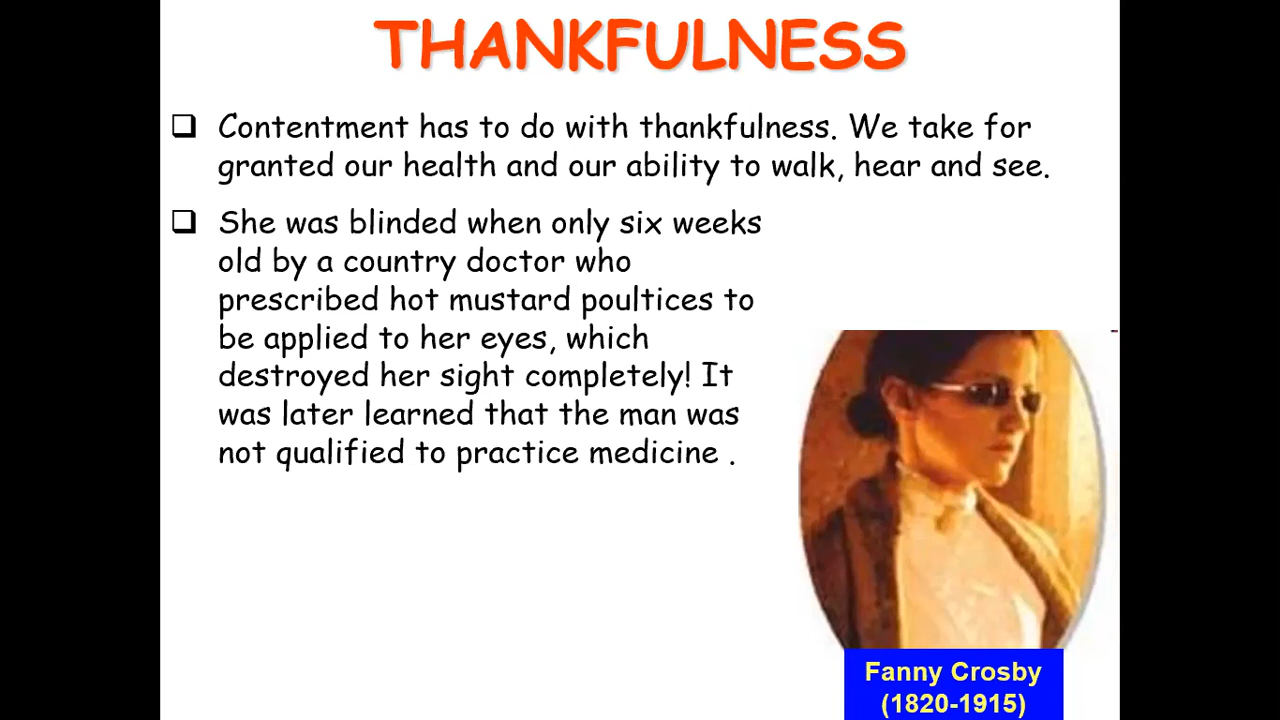 THANKFULNESS
Contentment has to do with thankfulness. We take for
granted our health and our ability to walk, hear and see.
She was blinded when only six weeks
old by a country doctor who
prescribed hot mustard poultices to
be applied to her eyes, which
destroyed her sight completely! It
was later learned that the man was
not qualified to practice medicine .
Fanny Crosby
(1820-1915)